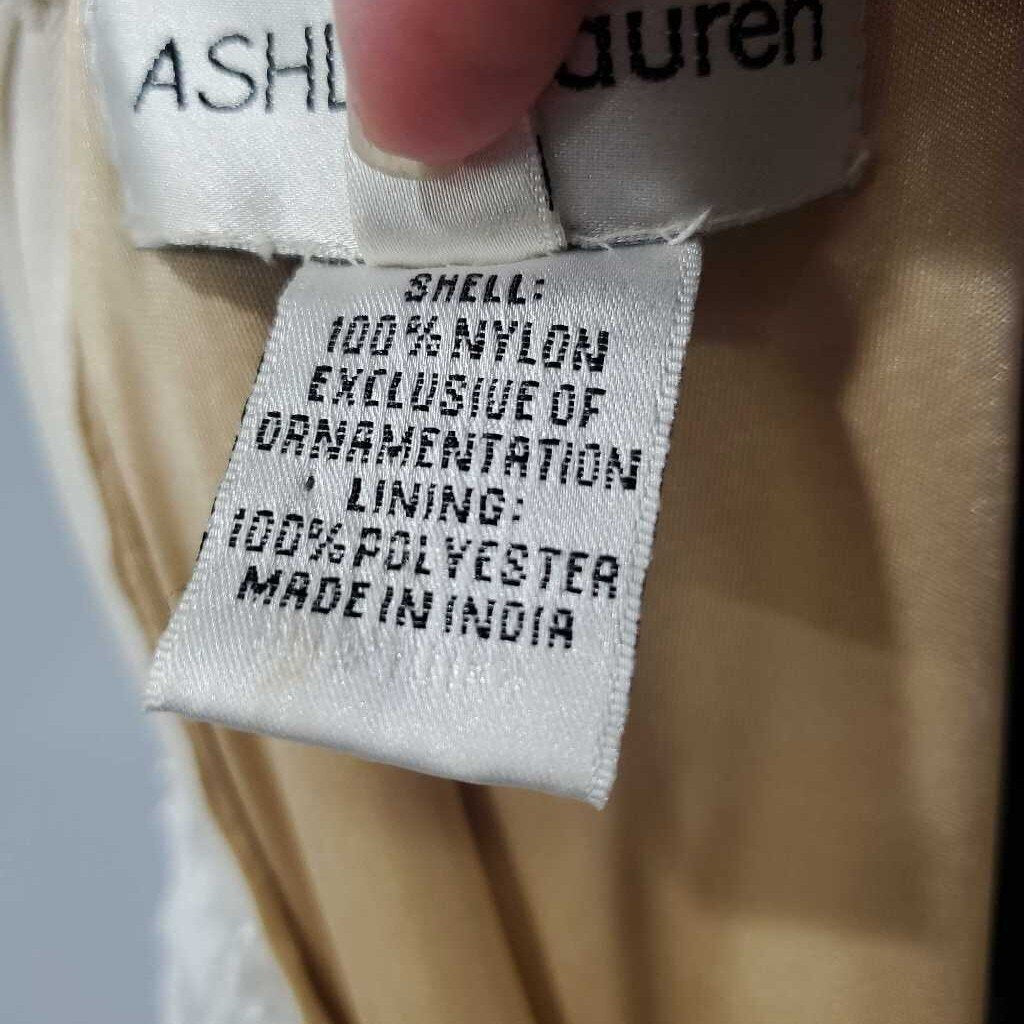 ASHL auren
SHELL:
100% NYLON
EXCLUSIVE OF
ORNAMENTATION
LINING:
100% POLYESTER
MADE IN INDIA